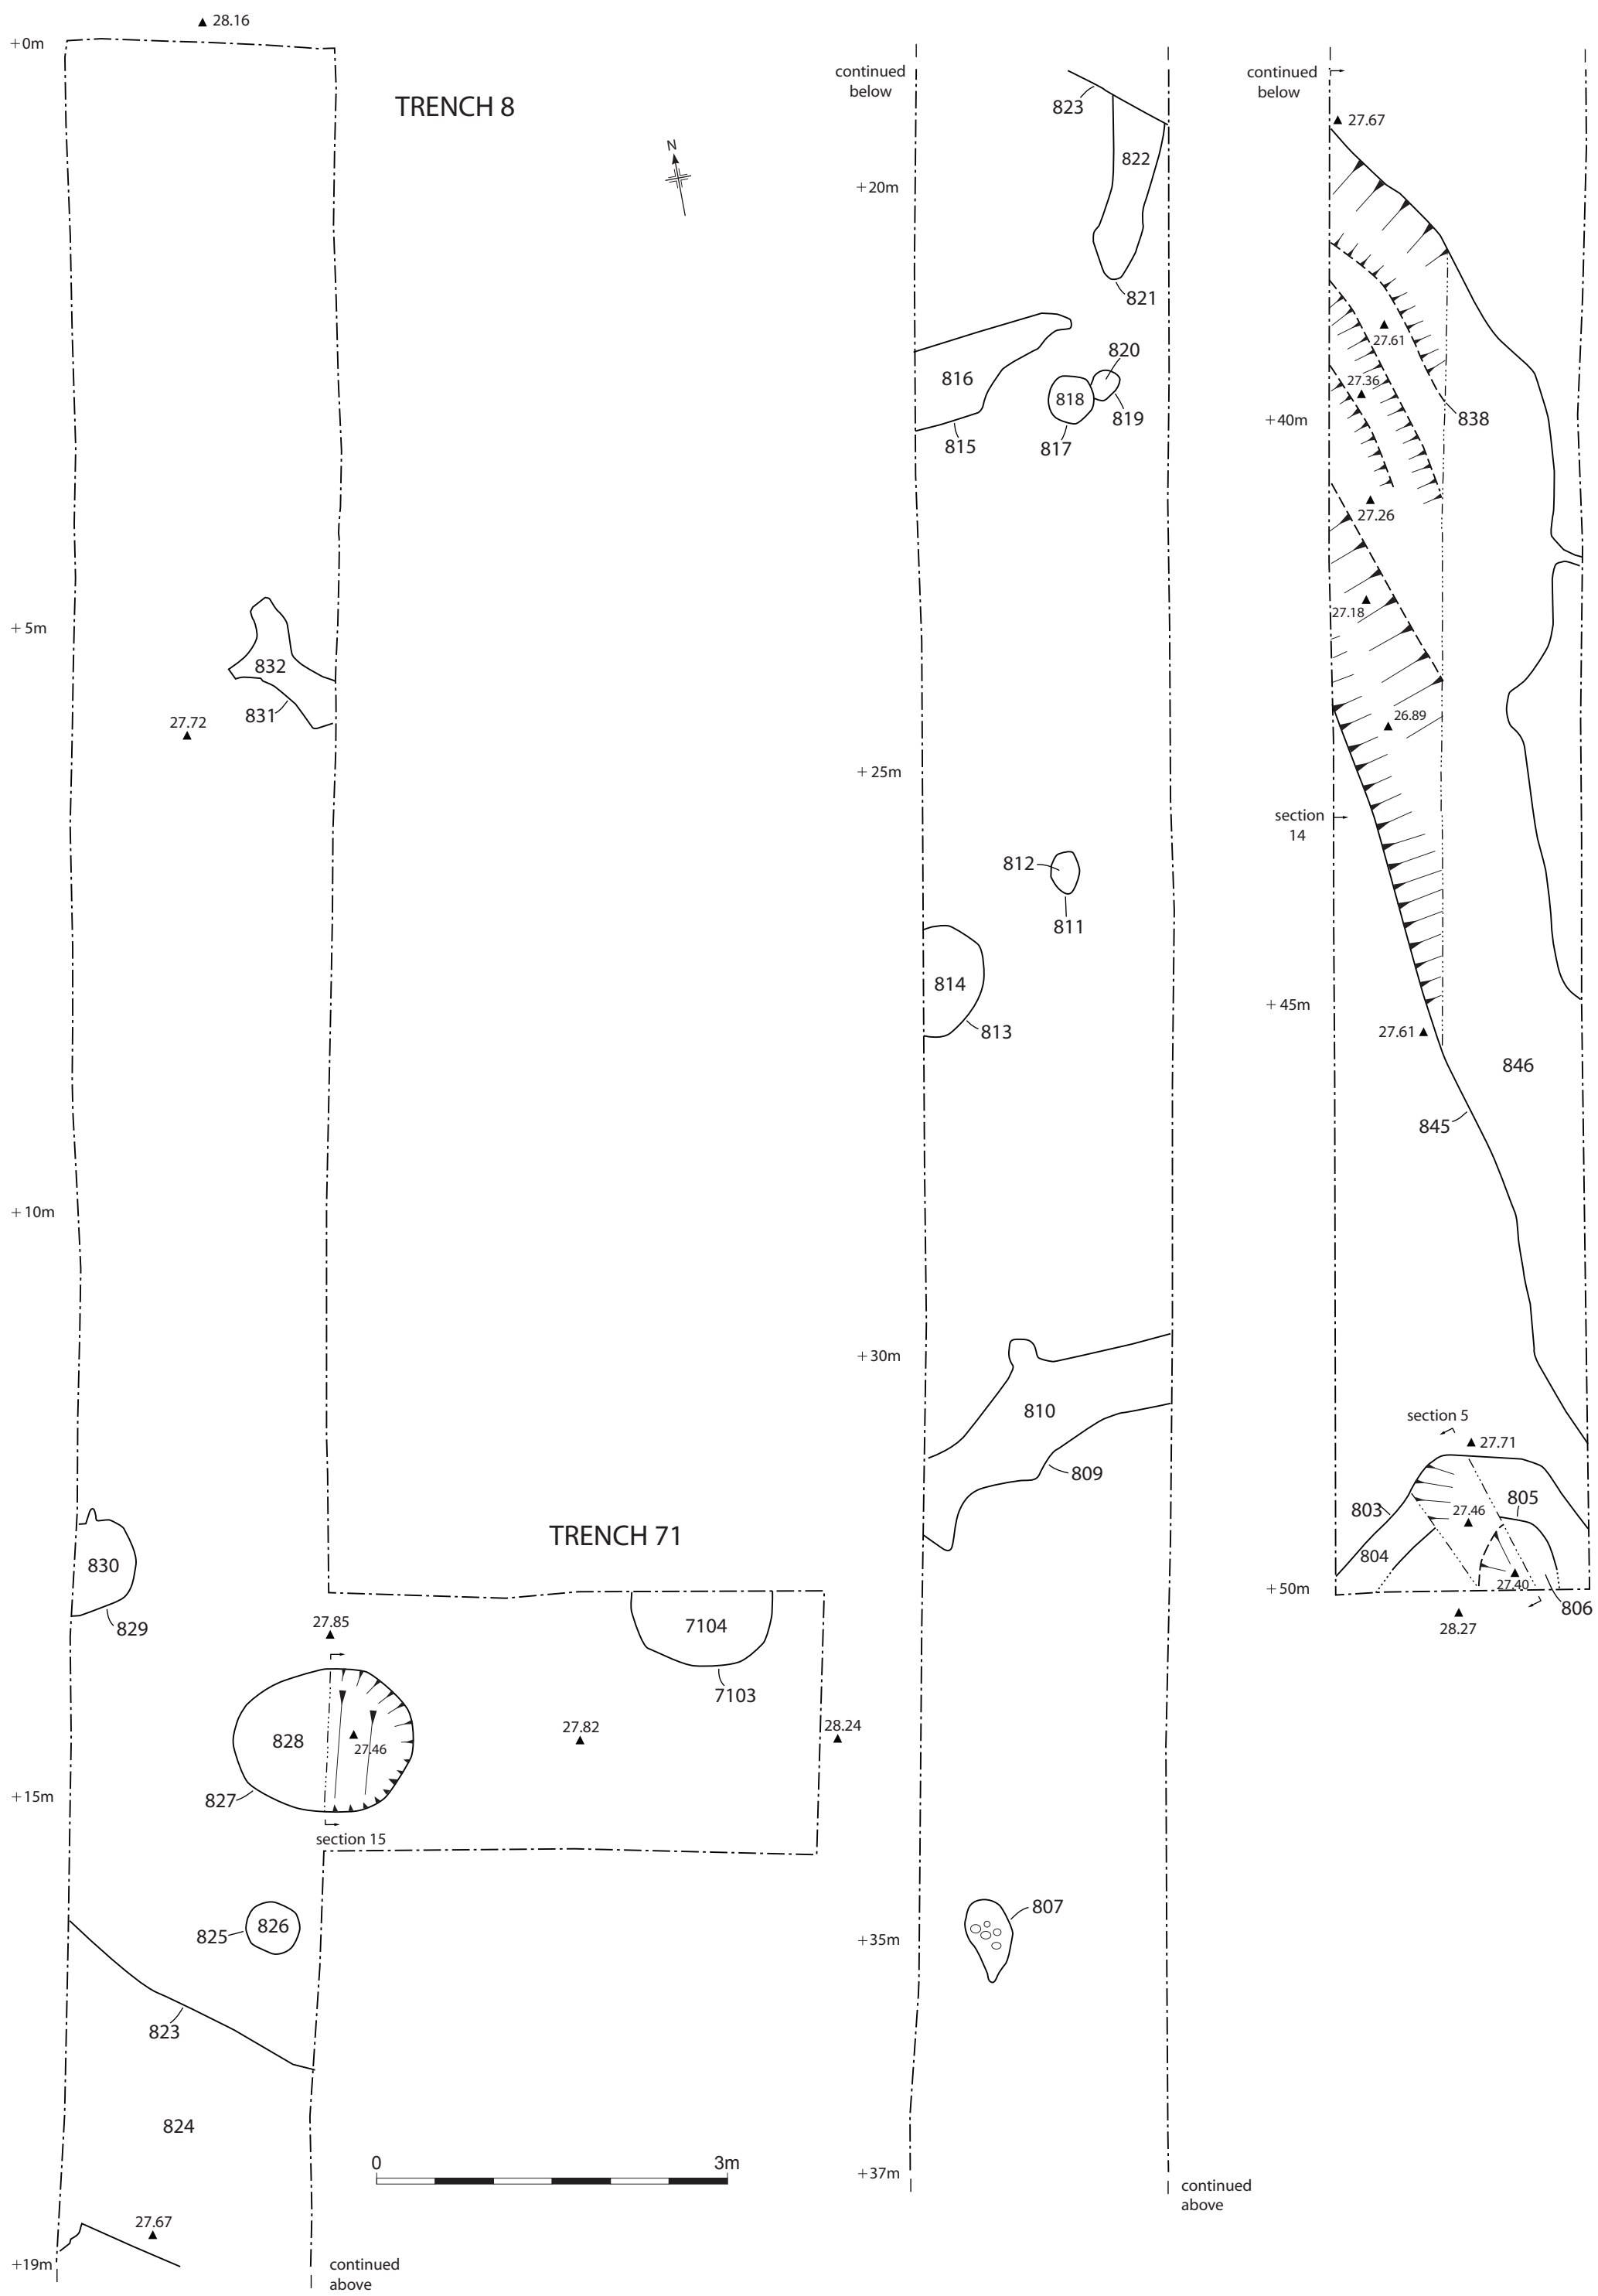 28.16
+0m
TRENCH 8
N
+5m
832
831
27.72
+10m
830
829
TRENCH 71
7104
7103
27.85
828
27.46
27.82
28.24
827
+15m
section 15
825
826
823
824
0
3m
27.67
+19m
continued
above
continued
below
823
822
+20m
821
820
816
818
819
815
817
+25m
812
811
814
813
+30m
810
809
807
+35m
+37m
continued
above
continued
below
27.67
27.61
27.36
838
+40m
27.26
27.18
26.89
section
14
+45m
27.61
846
845
section 5
27.71
803
27.46
805
804
27.40
+50m
806
28.27